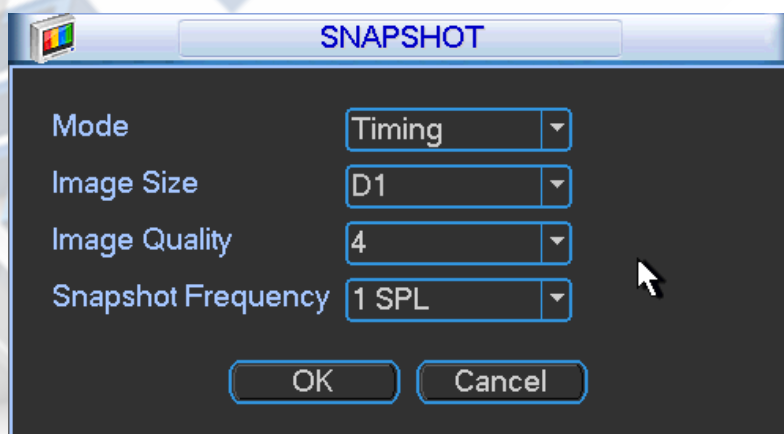 SNAPSHOT
Mode Timing
Image Size D1
Image Quality 4
Snapshot Frequency 1 SPL
OK Cancel